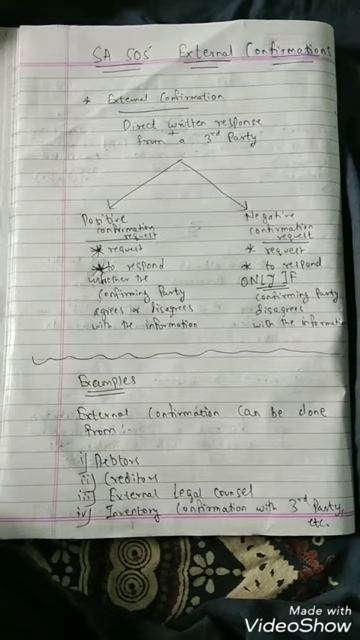 SA 505 External Confirmations
* External Confirmation
Direct written response
from a 3rd Party
Positive
confirmation
request
* request
* to respond
whether the
confirming Party
agrees or disagrees
with the information
Negative
confirmation
request
* request
* to respond
ONLY IF
confirming Party
disagrees
with the information
Examples
External Confirmation can be done
from :-
i) Debtors
ii) Creditors
iii) External Legal Counsel
iv) Inventory Confirmation with 3rd Party,
etc.
Made with
VideoShow